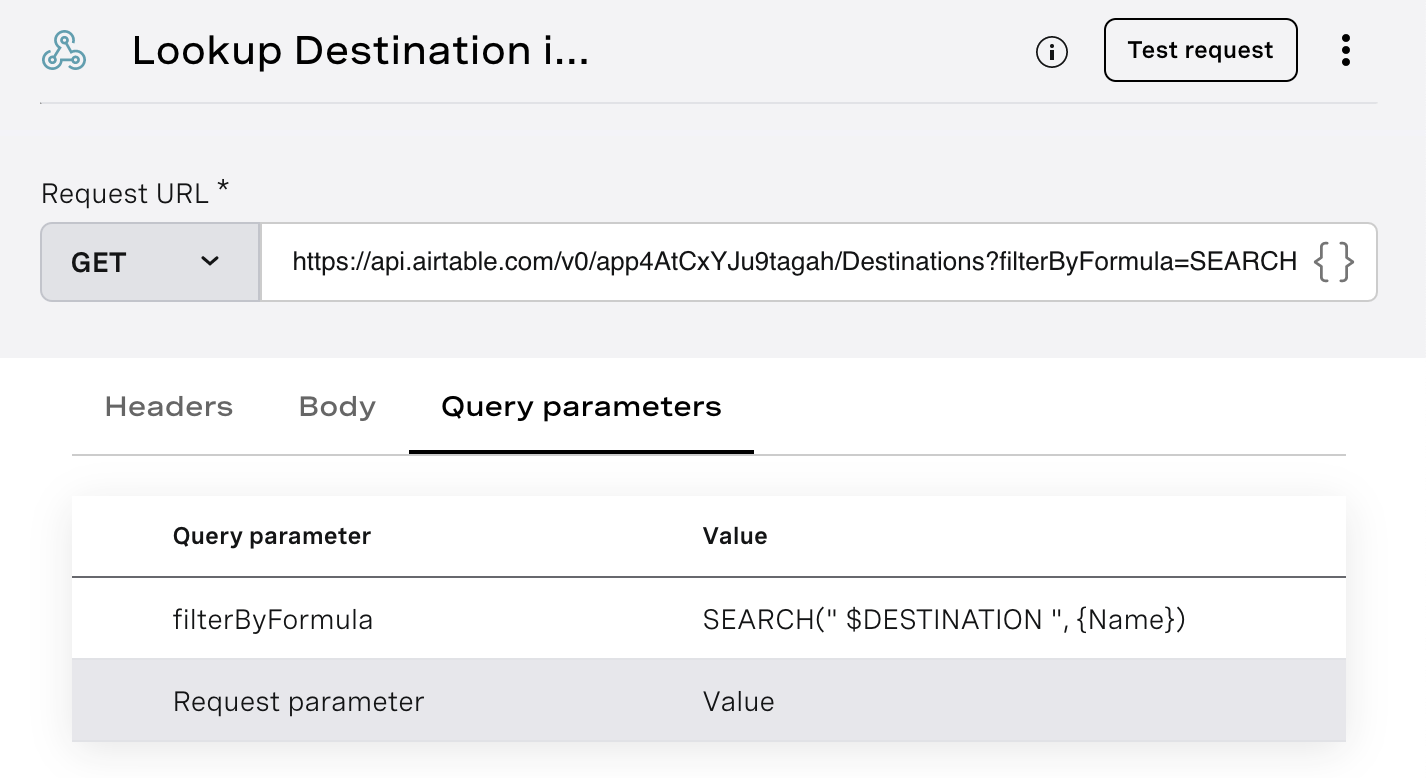 Lookup Destination i...
Test request
Request URL *
GET
https://api.airtable.com/v0/app4AtCxYJu9tagah/Destinations?filterByFormula=SEARCH
{ }
Headers Body Query parameters
Query parameter Value
filterByFormula SEARCH(" $DESTINATION ", {Name})
Request parameter Value